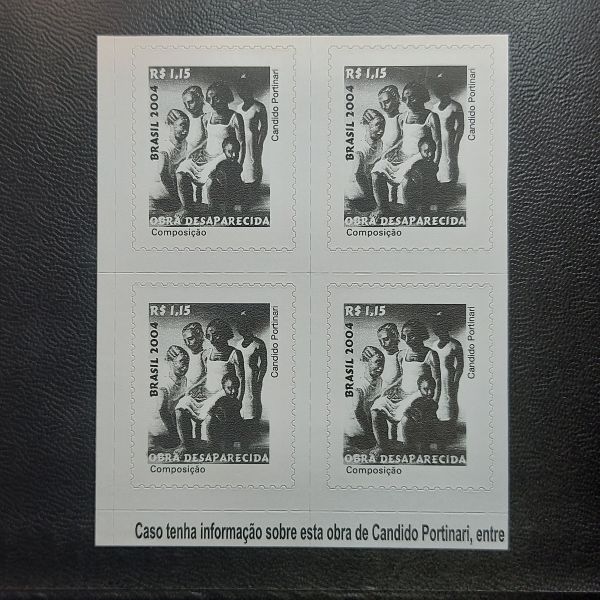 R$ 1,15
BRASIL 2004
Candido Portinari
OBRA DESAPARECIDA
Composição
R$ 1,15
BRASIL 2004
Candido Portinari
OBRA DESAPARECIDA
Composição
R$ 1,15
BRASIL 2004
Candido Portinari
OBRA DESAPARECIDA
Composição
R$ 1,15
BRASIL 2004
Candido Portinari
OBRA DESAPARECIDA
Composição
Caso tenha informação sobre esta obra de Candido Portinari, entre